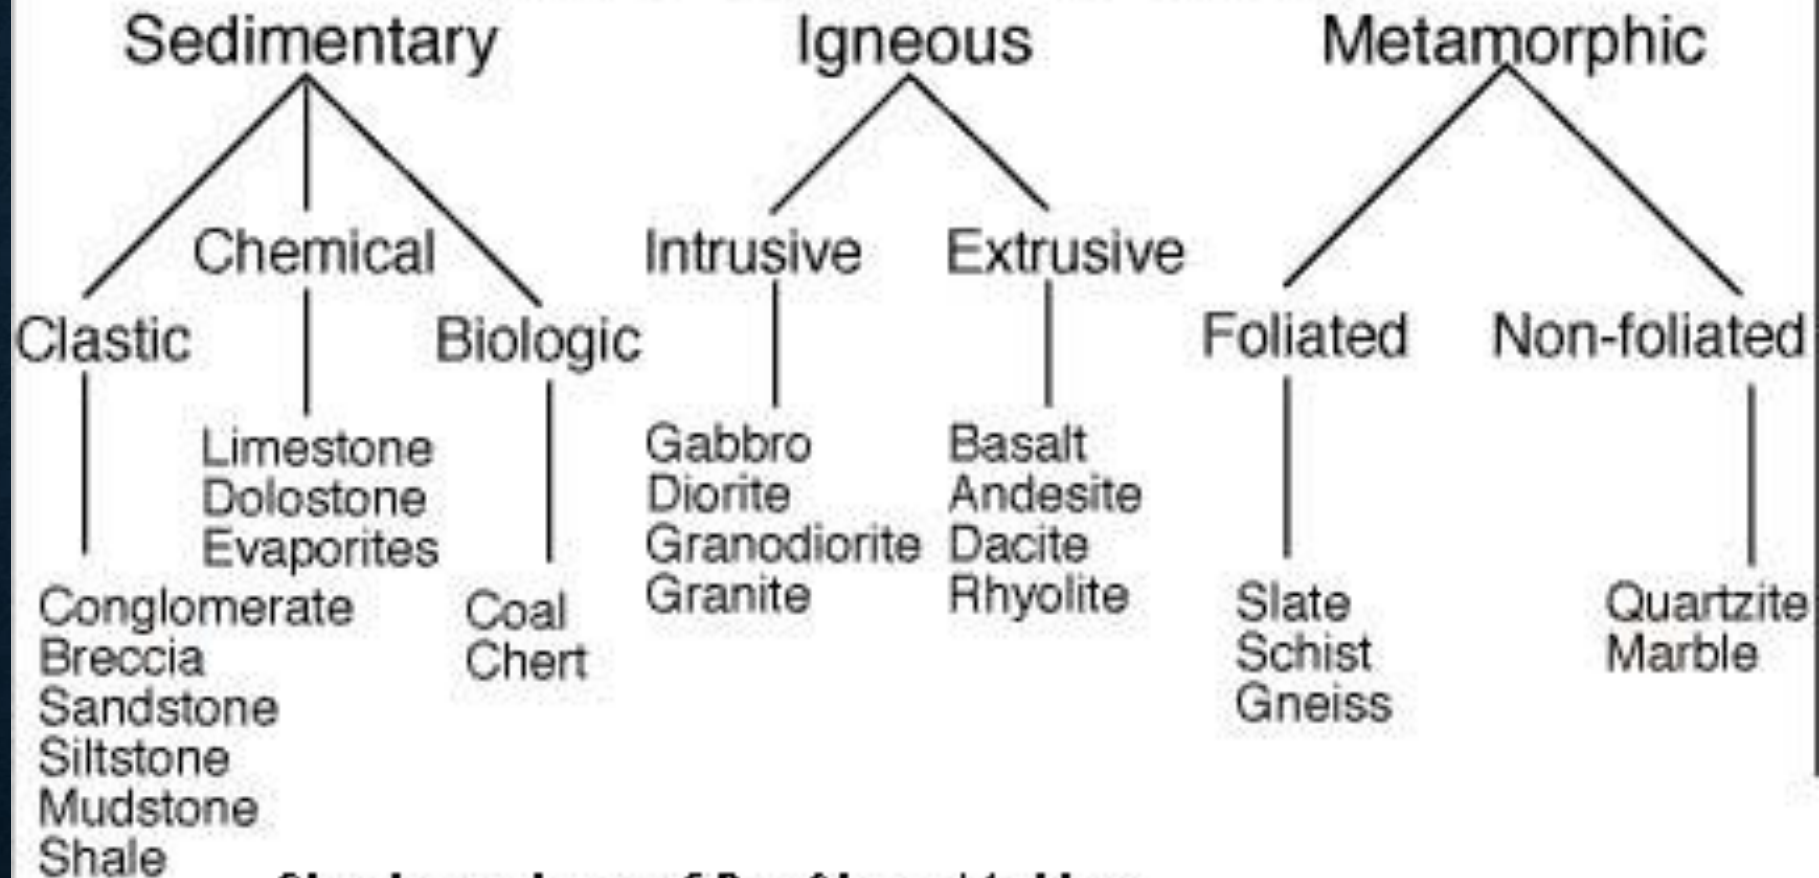 Sedimentary
Igneous
Metamorphic
Chemical
Intrusive
Extrusive
Clastic
Biologic
Foliated
Non-foliated
Limestone
Dolostone
Evaporites
Gabbro
Diorite
Granodiorite
Granite
Basalt
Andesite
Dacite
Rhyolite
Conglomerate
Breccia
Sandstone
Siltstone
Mudstone
Shale
Coal
Chert
Slate
Schist
Gneiss
Quartzite
Marble